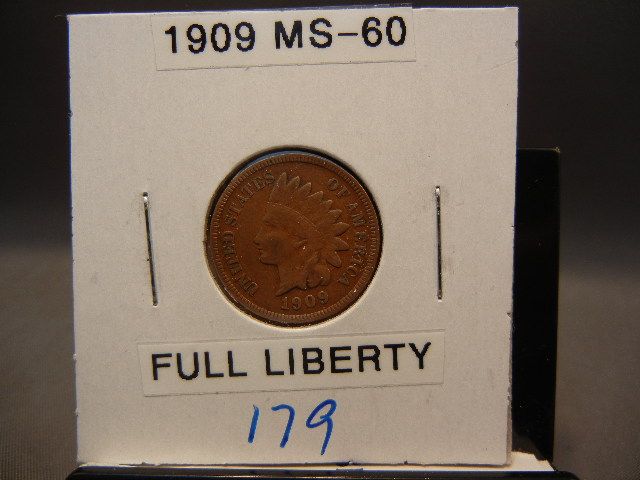 1909 MS-60
UNITED STATES OF AMERICA
1909
FULL LIBERTY
179